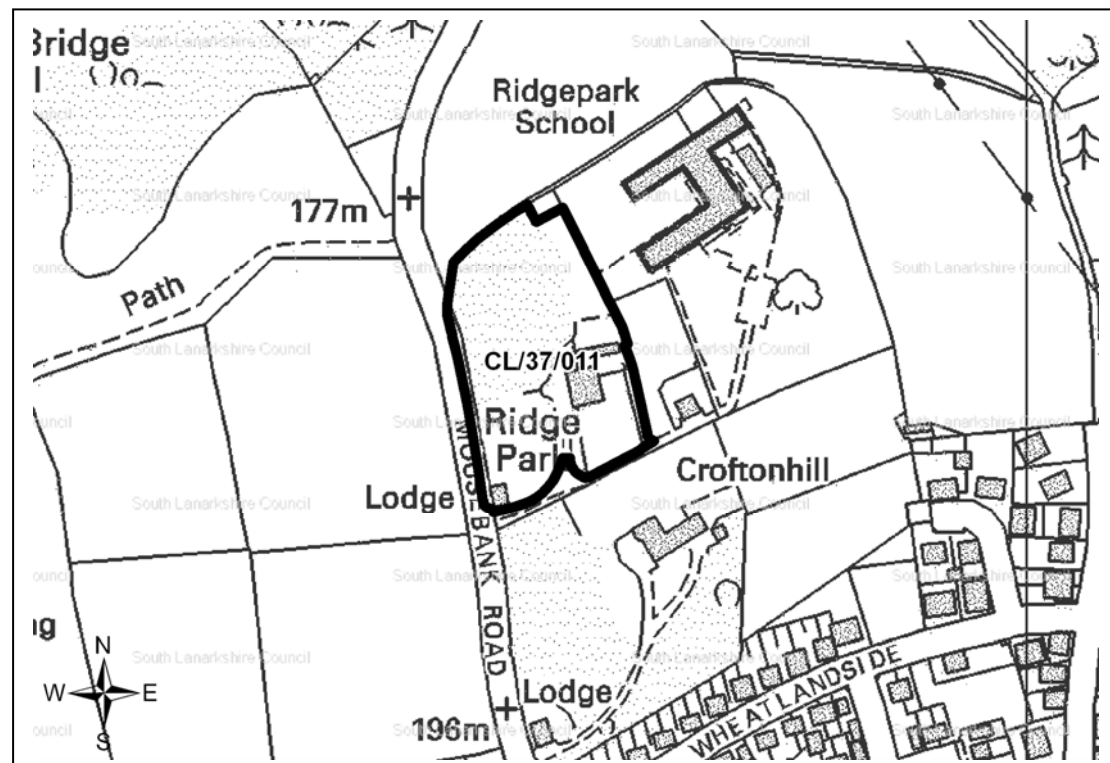 Bridge
Ridgepark
School
177m
Path
CL/37/011
Ridge
Park
Lodge
Croftonhill
MOUSEBANK ROAD
N
W
E
S
Lodge
196m
WHEATLANDSIDE
South Lanarkshire Council